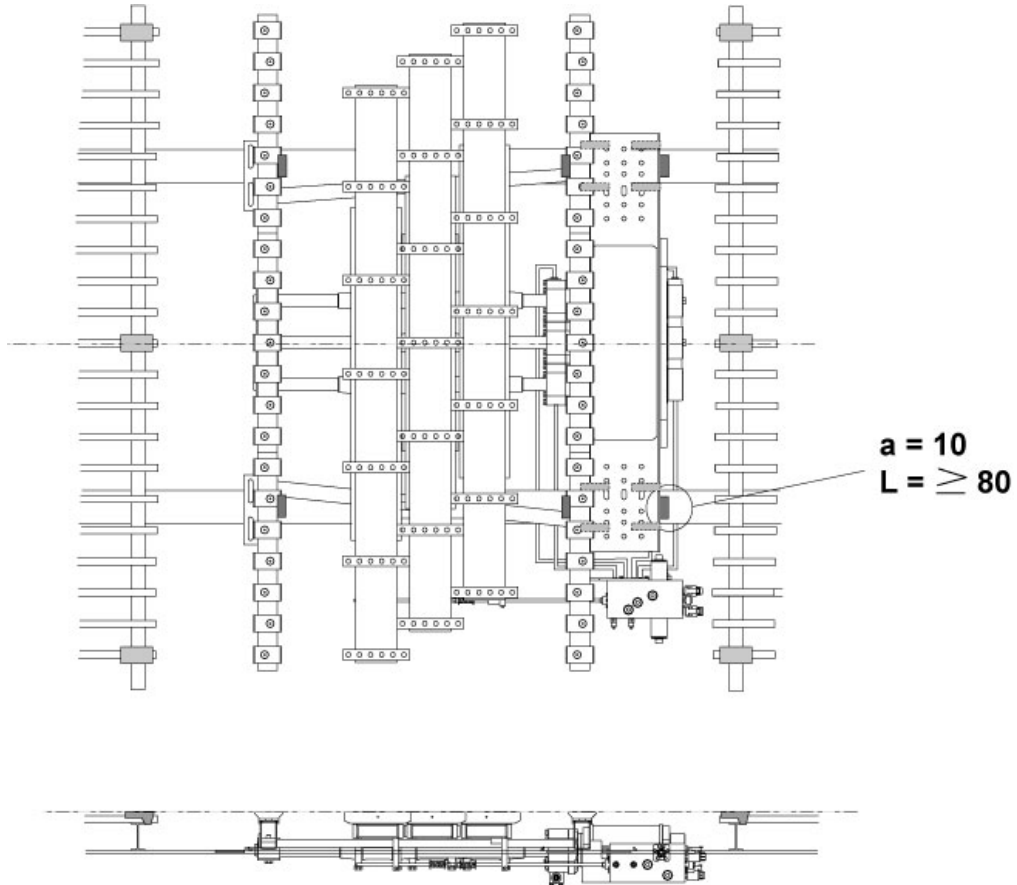 a = 10
L = ≥ 80